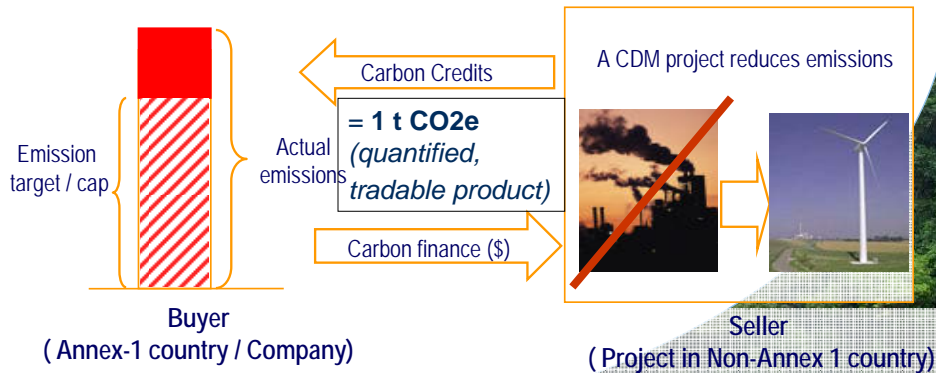 Carbon Credits
A CDM project reduces emissions
= 1 t CO2e
(quantified,
tradable product)
Emission
target / cap
Actual
emissions
Carbon finance ($)
Buyer
( Annex-1 country / Company)
Seller
( Project in Non-Annex 1 country)